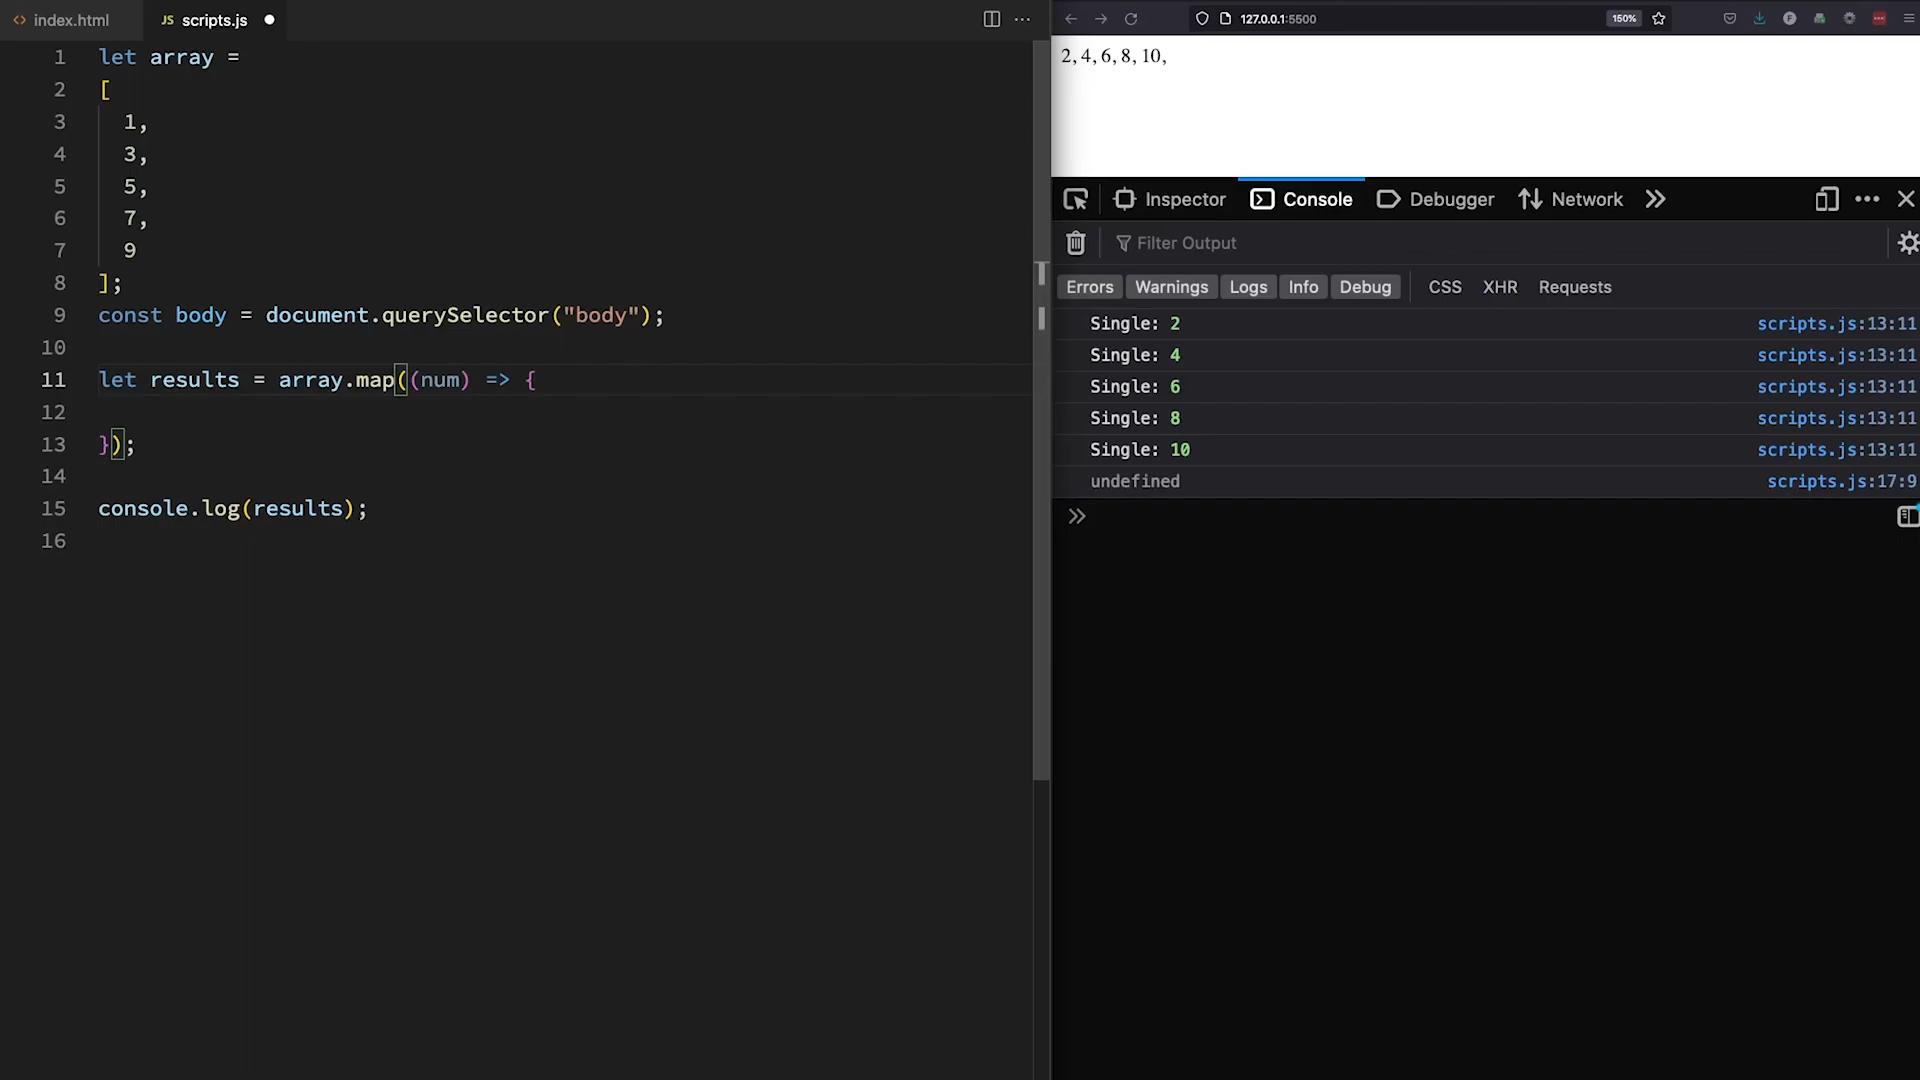 index.html
JS scripts.js
1 let array =
2 [
3 1,
4 3,
5 5,
6 7,
7 9
8 ];
9 const body = document.querySelector("body");
10
11 let results = array.map((num) => {
12
13 });
14
15 console.log(results);
16
127.0.0.1:5500
150%
2, 4, 6, 8, 10,
Inspector
Console
Debugger
Network
Filter Output
Errors Warnings Logs Info Debug CSS XHR Requests
Single: 2 scripts.js:13:11
Single: 4 scripts.js:13:11
Single: 6 scripts.js:13:11
Single: 8 scripts.js:13:11
Single: 10 scripts.js:13:11
undefined scripts.js:17:9